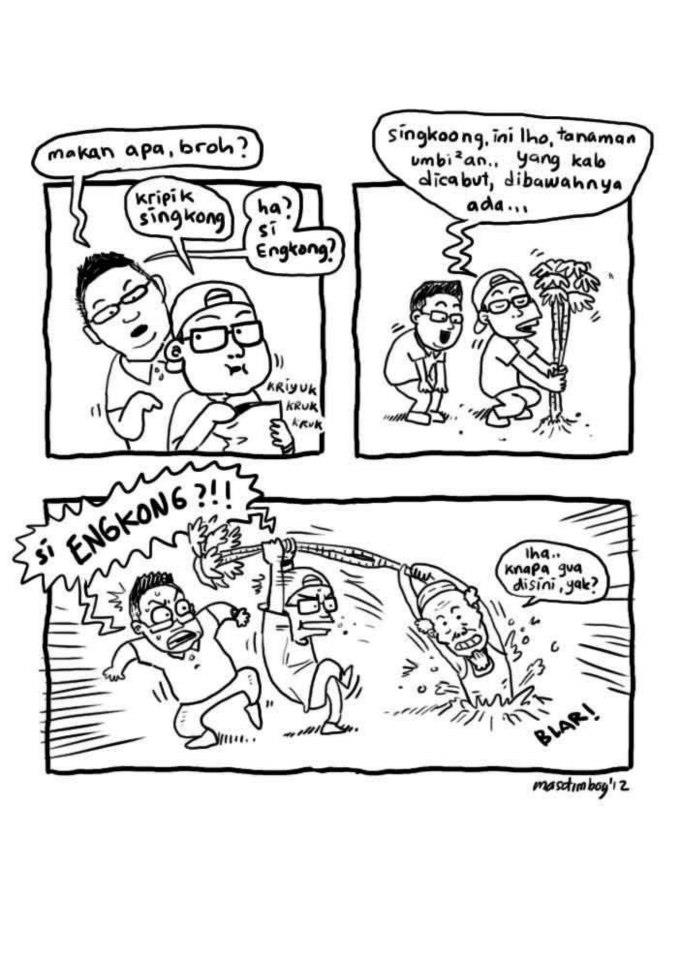 makan apa, broh?
kripik
singkong
ha?
si
Engkong?
KRIYUK
KRUK
KRUK
singkoong, ini lho, tanaman
umbi²an.. yang kalo
dicabut, dibawahnya
ada...
si ENGKONG?!!
lha..
knapa gua
disini, yak?
BLAR!
masdimboy'12